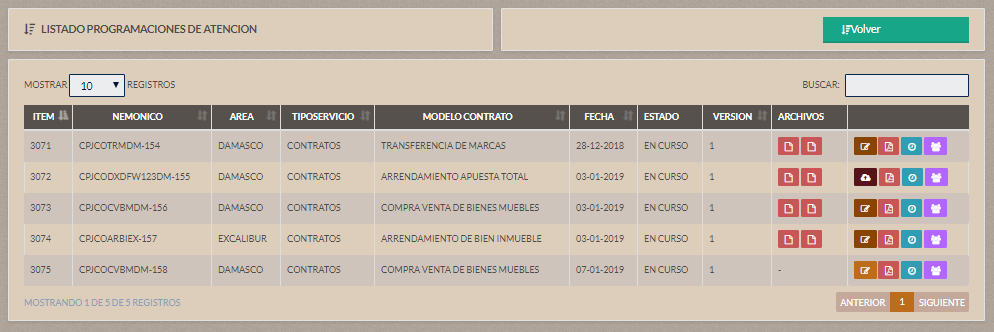 LISTADO PROGRAMACIONES DE ATENCION
Volver
MOSTRAR 10 REGISTROS BUSCAR:
ITEM NEMONICO AREA TIPOSERVICIO MODELO CONTRATO FECHA ESTADO VERSION ARCHIVOS
3071 CPJCOTRMDM-154 DAMASCO CONTRATOS TRANSFERENCIA DE MARCAS 28-12-2018 EN CURSO 1
3072 CPJCODXDFW123DM-155 DAMASCO CONTRATOS ARRENDAMIENTO APUESTA TOTAL 03-01-2019 EN CURSO 1
3073 CPJCOCVBMDM-156 DAMASCO CONTRATOS COMPRA VENTA DE BIENES MUEBLES 03-01-2019 EN CURSO 1
3074 CPJCOARBIEX-157 EXCALIBUR CONTRATOS ARRENDAMIENTO DE BIEN INMUEBLE 03-01-2019 EN CURSO 1
3075 CPJCOCVBMDM-158 DAMASCO CONTRATOS COMPRA VENTA DE BIENES MUEBLES 07-01-2019 EN CURSO 1 -
MOSTRANDO 1 DE 5 DE 5 REGISTROS ANTERIOR 1 SIGUIENTE